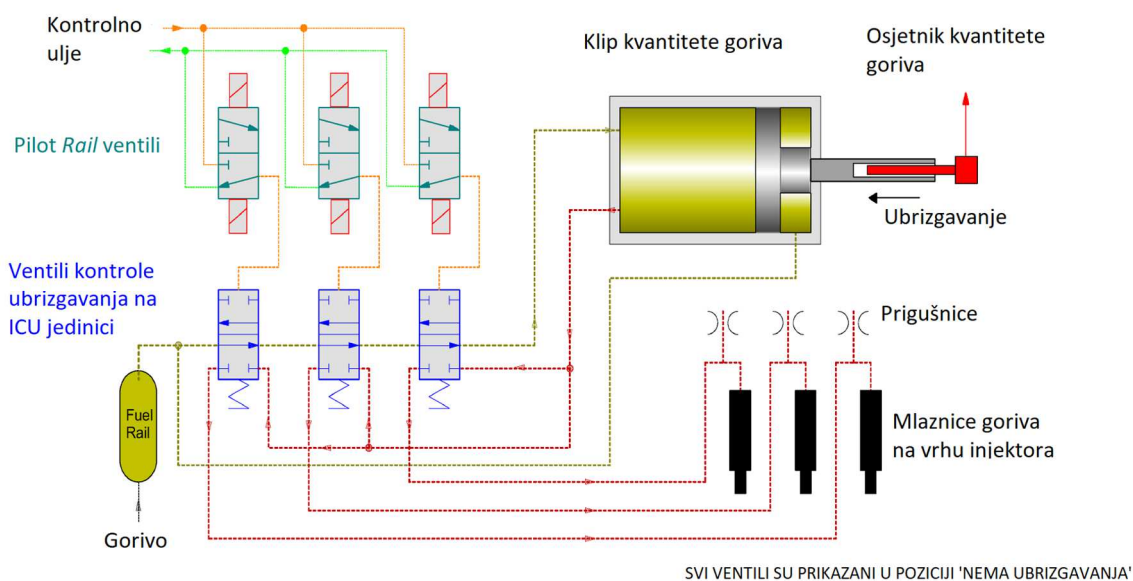 Kontrolno
ulje
Klip kvantitete goriva
Osjetnik kvantitete
goriva
Pilot Rail ventili
Ubrizgavanje
Ventili kontrole
ubrizgavanja na
ICU jedinici
Prigušnice
Fuel
Rail
Mlaznice goriva
na vrhu injektora
Gorivo
SVI VENTILI SU PRIKAZANI U POZICIJI 'NEMA UBRIZGAVANJA'